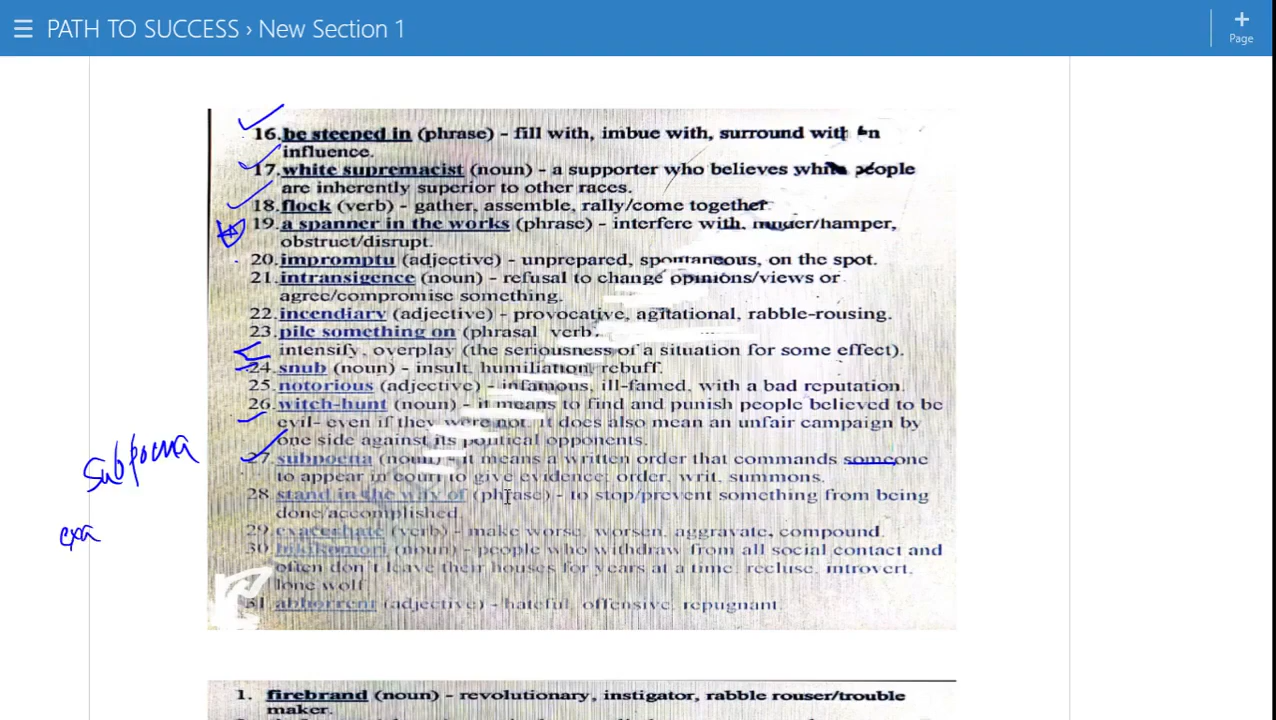 PATH TO SUCCESS › New Section 1
Page
16. be steeped in (phrase) - fill with, imbue with, surround with an
influence.
17. white supremacist (noun) - a supporter who believes white people
are inherently superior to other races.
18. flock (verb) - gather, assemble, rally/come together
19. a spanner in the works (phrase) - interfere with, hamper,
obstruct/disrupt.
20. impromptu (adjective) - unprepared, spontaneous, on the spot.
21. intransigence (noun) - refusal to change opinions/views or
agree/compromise something.
22. incendiary (adjective) - provocative, agitational, rabble-rousing.
23. pile something on (phrasal verb
intensify, overplay (the seriousness of a situation for some effect).
24. snub (noun) - insult, humiliation, rebuff.
25. notorious (adjective) - infamous, ill-famed, with a bad reputation.
26. witch-hunt (noun) - it means to find and punish people believed to be
evil- even if they were not. it does also mean an unfair campaign by
one side against its political opponents.
27. subpoena (noun) - it means a written order that commands someone
to appear in court to give evidence; order, writ, summons.
28 stand in the way of (phrase) - to stop/prevent something from being
done/accomplished
29. exacerbate (verb) - make worse, worsen, aggravate, compound.
30. hikikomori (noun) - people who withdraw from all social contact and
often don't leave their houses for years at a time, recluse, introvert,
lone wolf
31 abhorrent (adjective) - hateful, offensive, repugnant.
Subpoena
exa
1. firebrand (noun) - revolutionary, instigator, rabble rouser/trouble
maker.